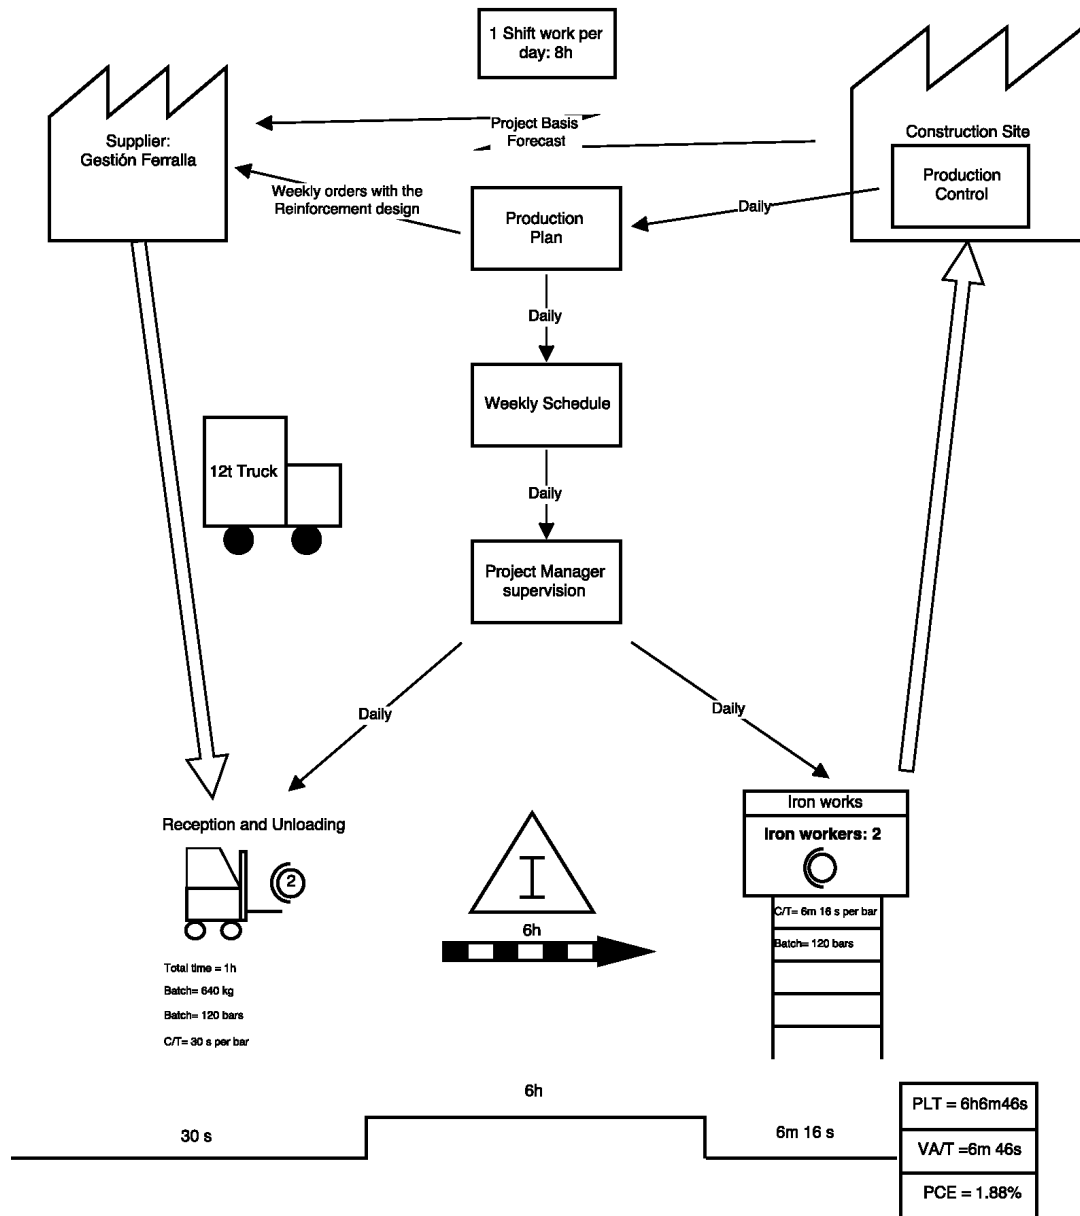 1 Shift work per
day: 8h
Supplier:
Gestión Ferralla
Project Basis
Forecast
Construction Site
Production
Control
Weekly orders with the
Reinforcement design
Production
Plan
Daily
Daily
Weekly Schedule
12t Truck
Daily
Project Manager
supervision
Daily
Daily
Reception and Unloading
2
I
6h
Iron works
Iron workers: 2
C/T= 6m 16 s per bar
Batch= 120 bars
Total time = 1h
Batch= 640 kg
Batch= 120 bars
C/T= 30 s per bar
30 s
6h
6m 16 s
PLT = 6h6m46s
VA/T =6m 46s
PCE = 1.88%